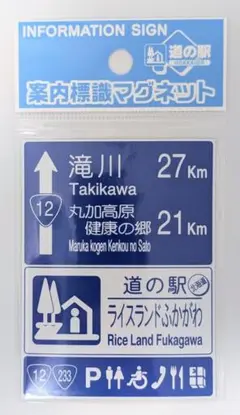 INFORMATION SIGN
道の駅
HOKKAIDO
案内標識マグネット
滝川 27Km
Takikawa
12
丸加高原
健康の郷 21Km
Maruka kogen Kenkou no Sato
道の駅 北海道
ライスランドふかがわ
Rice Land Fukagawa
12 233 P